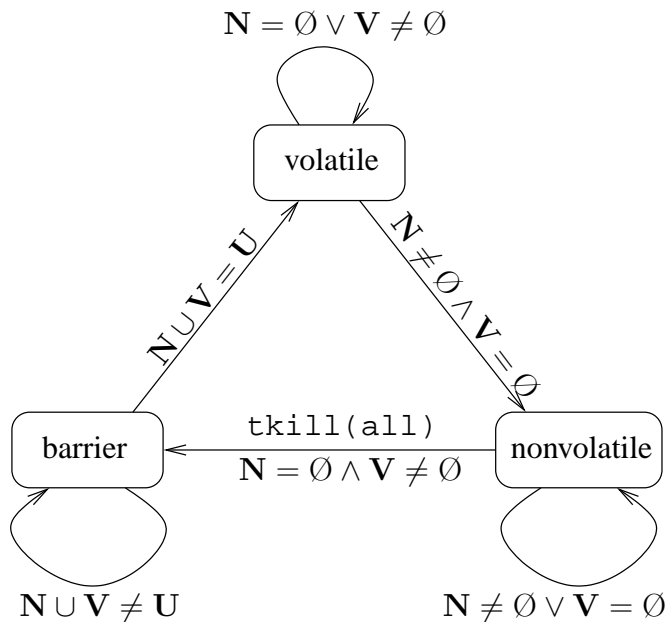 N = Ø ∨ V ≠ Ø
volatile
N ∪ V = U
N ≠ Ø ∧ V = Ø
barrier
tkill(all)
N = Ø ∧ V ≠ Ø
nonvolatile
N ∪ V ≠ U
N ≠ Ø ∨ V = Ø